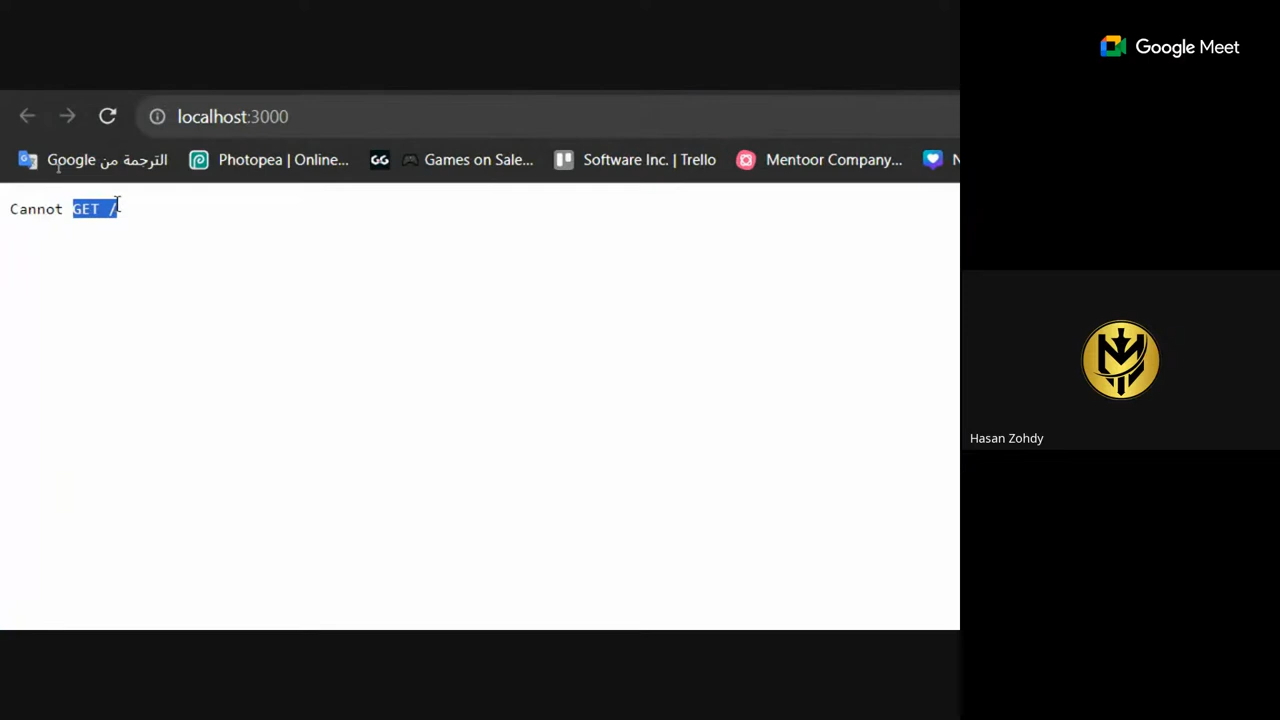 Google Meet
localhost:3000
Google الترجمة من
Photopea | Online...
GG
Games on Sale...
Software Inc. | Trello
Mentoor Company...
N
Cannot GET /
Hasan Zohdy